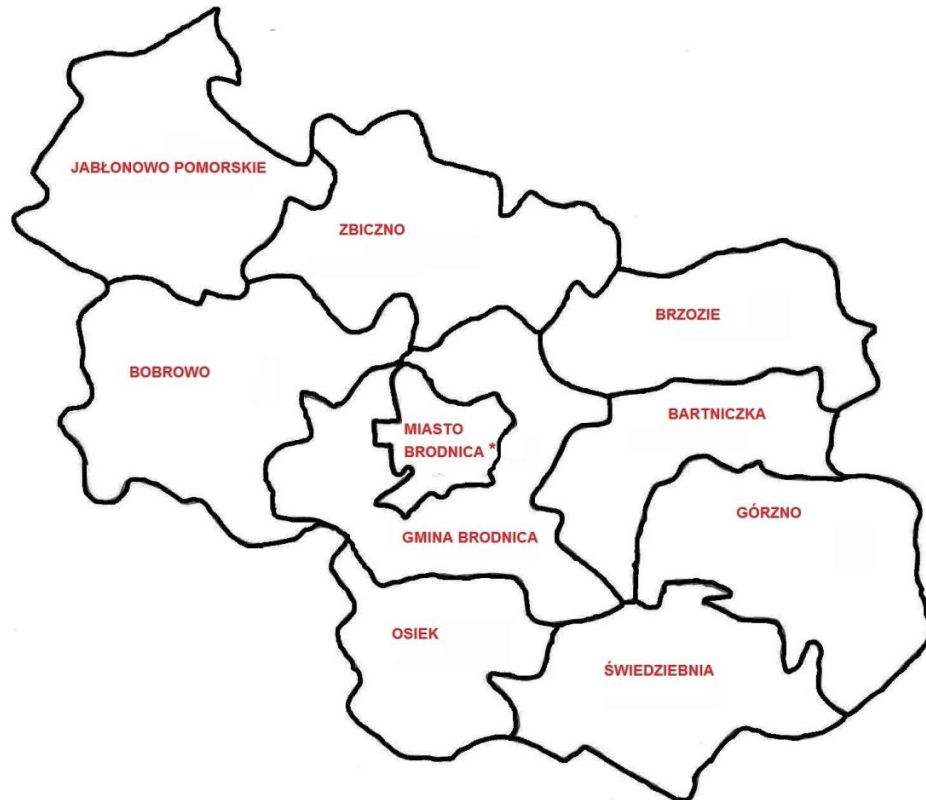 JABŁONOWO POMORSKIE
ZBICZNO
BRZOZIE
BOBROWO
BARTNICZKA
MIASTO
BRODNICA *
GÓRZNO
GMINA BRODNICA
OSIEK
ŚWIEDZIEBNIA